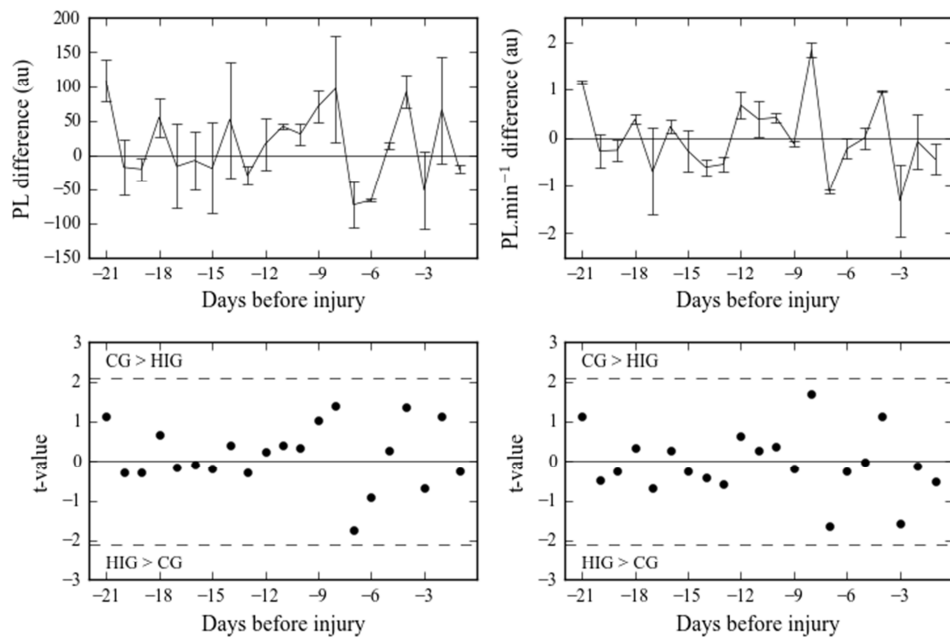 PL difference (au)
200
150
100
50
0
−50
−100
−150
−21 −18 −15 −12 −9 −6 −3
Days before injury
PL.min⁻¹ difference (au)
2
1
0
−1
−2
−21 −18 −15 −12 −9 −6 −3
Days before injury
t-value
3
2
1
0
−1
−2
−3
CG > HIG
HIG > CG
−21 −18 −15 −12 −9 −6 −3
Days before injury
t-value
3
2
1
0
−1
−2
−3
CG > HIG
HIG > CG
−21 −18 −15 −12 −9 −6 −3
Days before injury